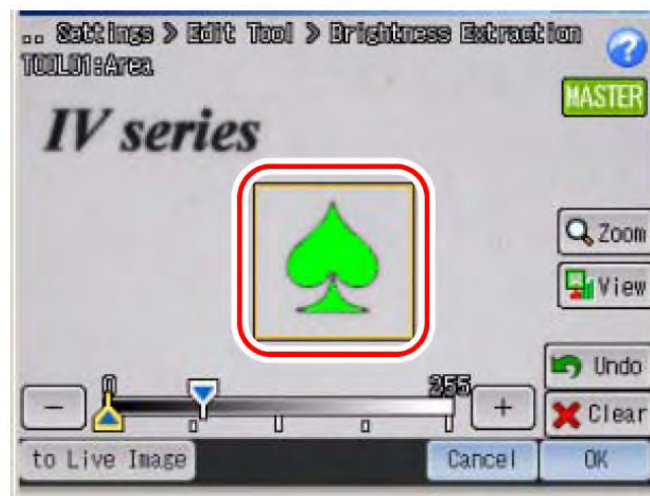 .. Settings > Edit Tool > Brightness Extraction
TOOL01:Area
MASTER
IV series
Zoom
View
Undo
0
255
-
+
Clear
to Live Image
Cancel
OK